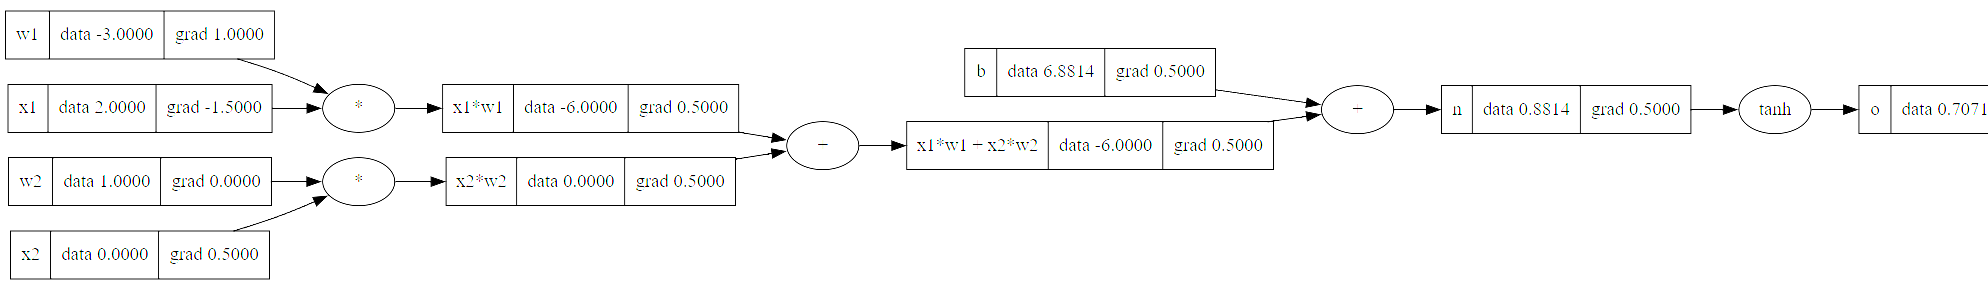 w1 data -3.0000 grad 1.0000
x1 data 2.0000 grad -1.5000
w2 data 1.0000 grad 0.0000
x2 data 0.0000 grad 0.5000
*
*
x1*w1 data -6.0000 grad 0.5000
x2*w2 data 0.0000 grad 0.5000
+
b data 6.8814 grad 0.5000
x1*w1 + x2*w2 data -6.0000 grad 0.5000
+
n data 0.8814 grad 0.5000
tanh
o data 0.7071